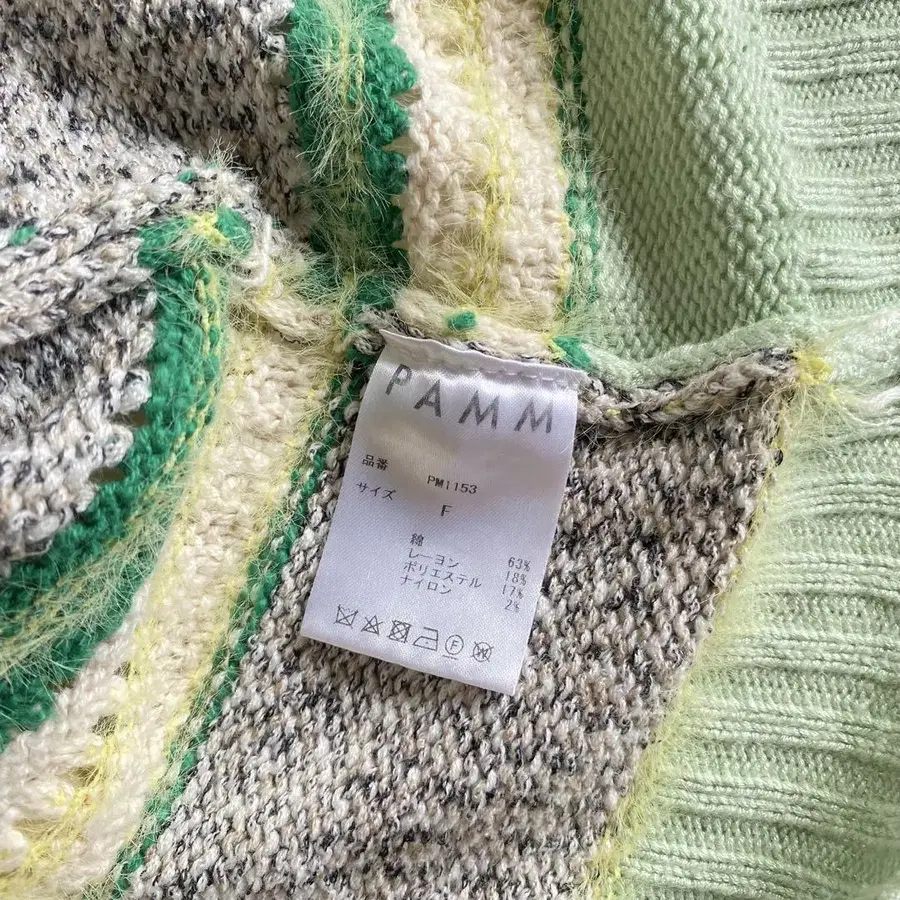 PAMM
品番 PM1153
サイズ F
綿 63%
レーヨン 18%
ポリエステル 17%
ナイロン 2%
F W